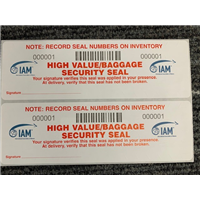 NOTE: RECORD SEAL NUMBERS ON INVENTORY
000001 000001
IAM
HIGH VALUE/BAGGAGE
SECURITY SEAL
Your signature verifies this seal was applied in your presence.
At delivery, verify that this seal has not been broken.
Signature
NOTE: RECORD SEAL NUMBERS ON INVENTORY
000001 000001
IAM
HIGH VALUE/BAGGAGE
SECURITY SEAL
Your signature verifies this seal was applied in your presence.
At delivery, verify that this seal has not been broken.
Signature